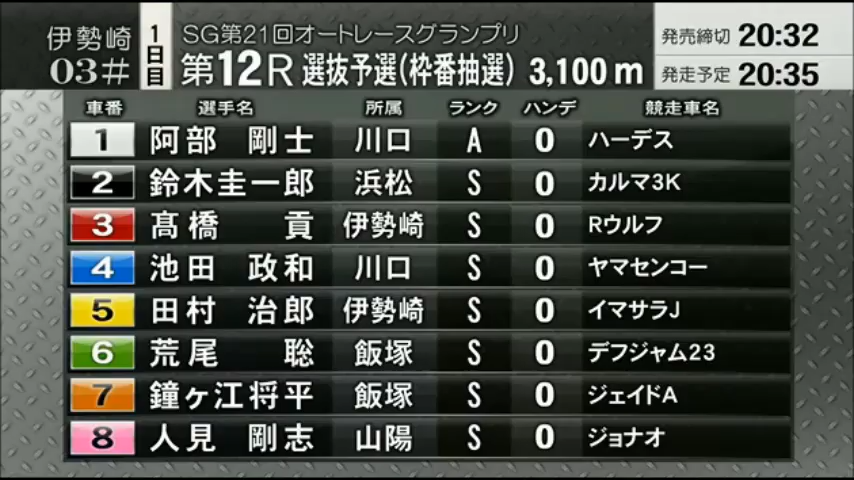 伊勢崎
03#
1日目
SG第21回オートレースグランプリ
第12R 選抜予選(枠番抽選) 3,100m
発売締切 20:32
発走予定 20:35
車番 選手名 所属 ランク ハンデ 競走車名
1 阿部 剛士 川口 A 0 ハーデス
2 鈴木圭一郎 浜松 S 0 カルマ3K
3 髙橋 貢 伊勢崎 S 0 Rウルフ
4 池田 政和 川口 S 0 ヤマセンコー
5 田村 治郎 伊勢崎 S 0 イマサラJ
6 荒尾 聡 飯塚 S 0 デフジャム23
7 鐘ヶ江将平 飯塚 S 0 ジェイドA
8 人見 剛志 山陽 S 0 ジョナオ